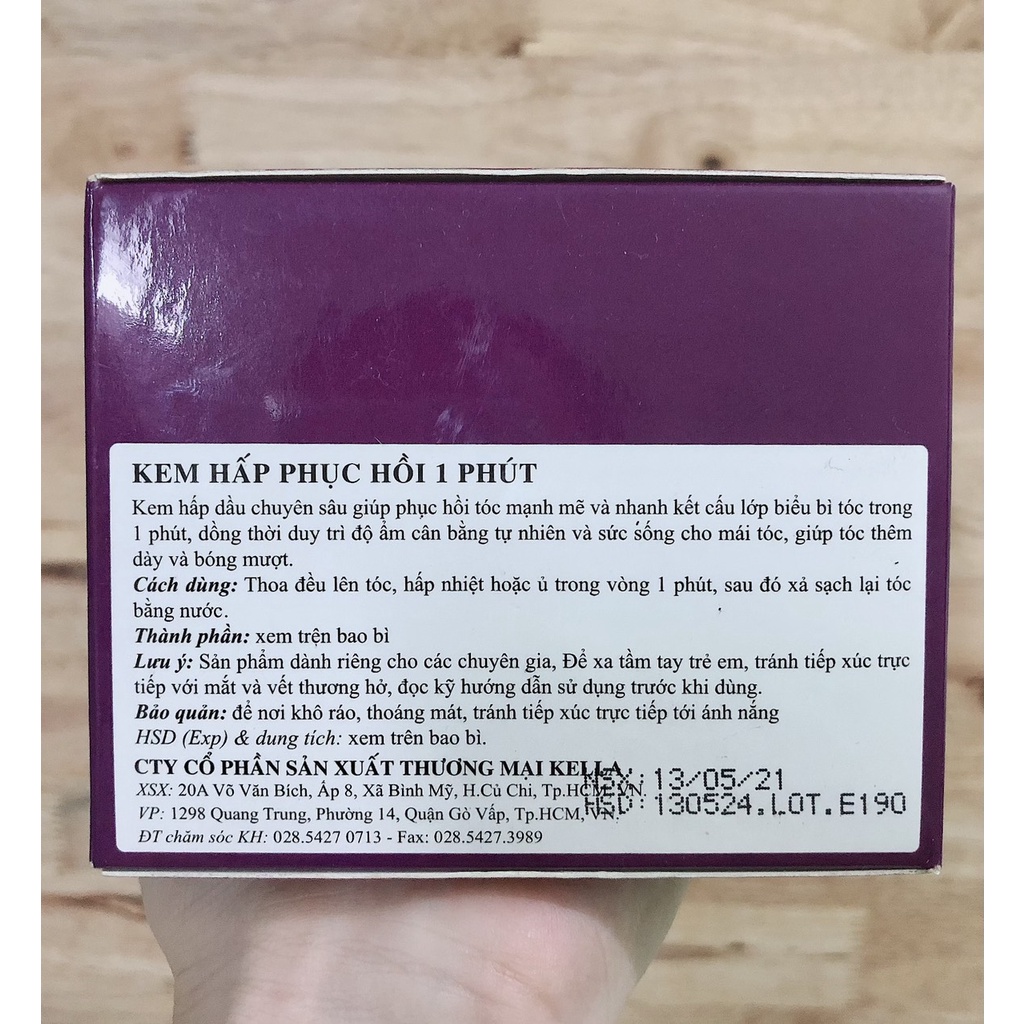 KEM HẤP PHỤC HỒI 1 PHÚT
Kem hấp dầu chuyên sâu giúp phục hồi tóc mạnh mẽ và nhanh kết cấu lớp biểu bì tóc trong
1 phút, dồng thời duy trì độ ẩm cân bằng tự nhiên và sức sống cho mái tóc, giúp tóc thêm
dày và bóng mượt.
Cách dùng: Thoa đều lên tóc, hấp nhiệt hoặc ủ trong vòng 1 phút, sau đó xả sạch lại tóc
bằng nước.
Thành phần: xem trện bao bì
Lưu ý: Sản phẩm dành riêng cho các chuyên gia, Để xa tầm tay trẻ em, tránh tiếp xúc trực
tiếp với mắt và vết thương hở, đọc kỹ hướng dẫn sử dụng trước khi dùng.
Bảo quản: để nơi khô ráo, thoáng mát, tránh tiếp xúc trực tiếp tới ánh nắng
HSD (Exp) & dung tích: xem trên bao bì.
CTY CỔ PHẦN SẢN XUẤT THƯƠNG MẠI KELLA
NSX: 13/05/21
XSX: 20A Võ Văn Bích, Ấp 8, Xã Bình Mỹ, H.Củ Chi, Tp.HCM, VN.
HSD: 130524.LOT.E190
VP: 1298 Quang Trung, Phường 14, Quận Gò Vấp, Tp.HCM, VN.
ĐT chăm sóc KH: 028.5427 0713 - Fax: 028.5427.3989